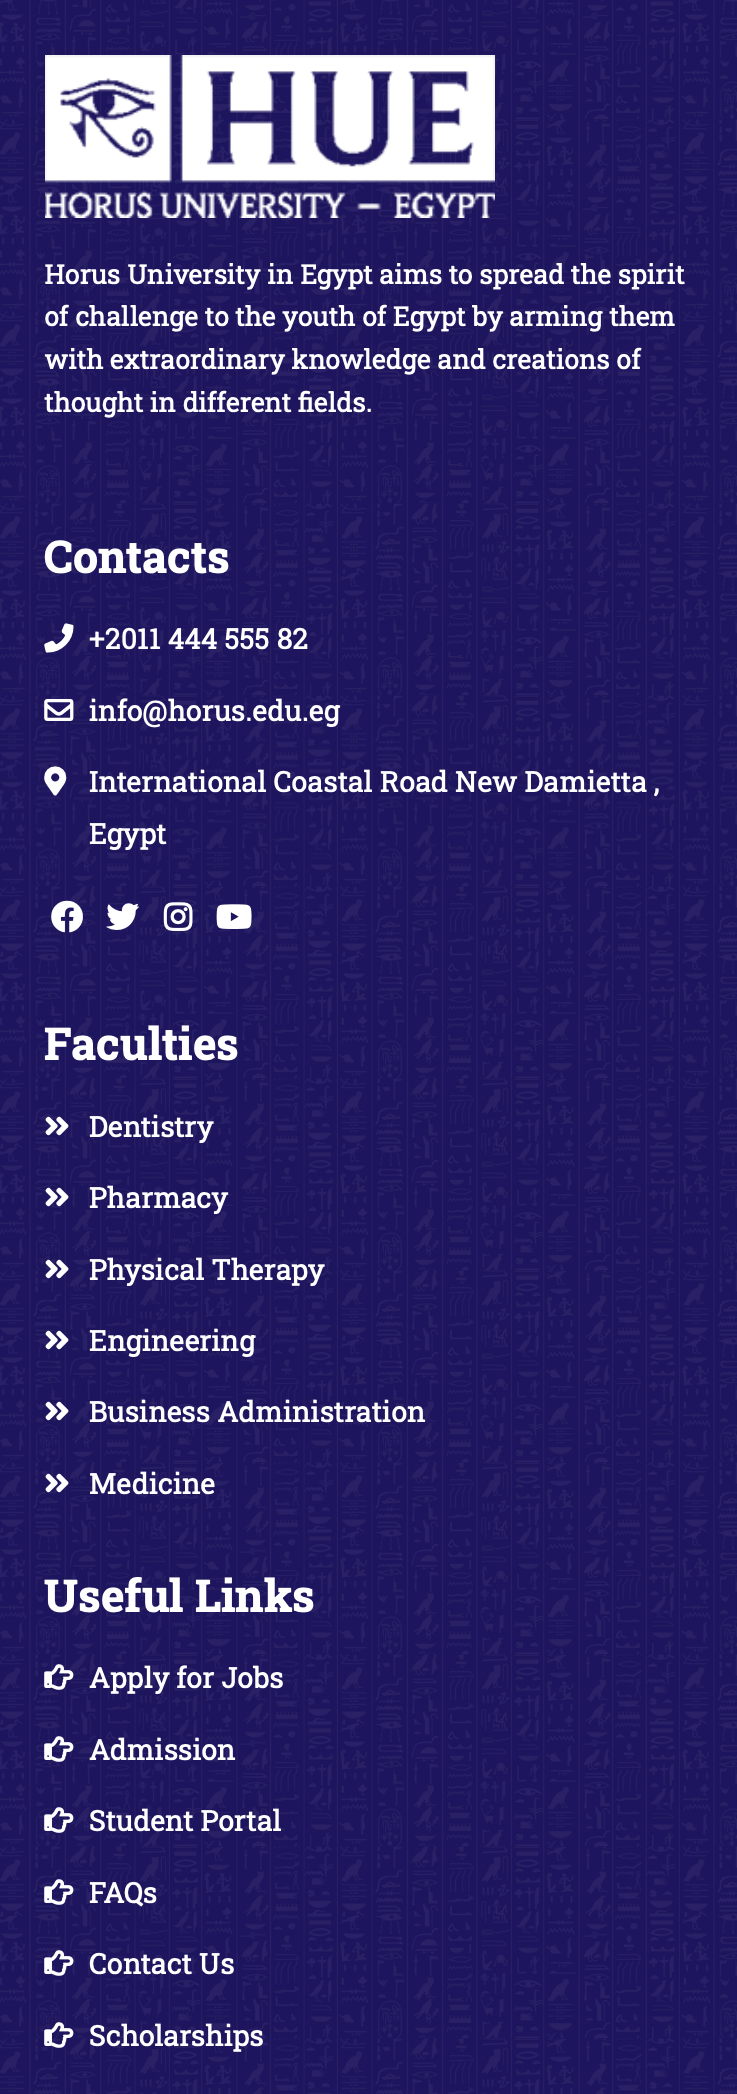 HUE
HORUS UNIVERSITY – EGYPT
Horus University in Egypt aims to spread the spirit
of challenge to the youth of Egypt by arming them
with extraordinary knowledge and creations of
thought in different fields.
Contacts
+2011 444 555 82
info@horus.edu.eg
International Coastal Road New Damietta ,
Egypt
Faculties
Dentistry
Pharmacy
Physical Therapy
Engineering
Business Administration
Medicine
Useful Links
Apply for Jobs
Admission
Student Portal
FAQs
Contact Us
Scholarships